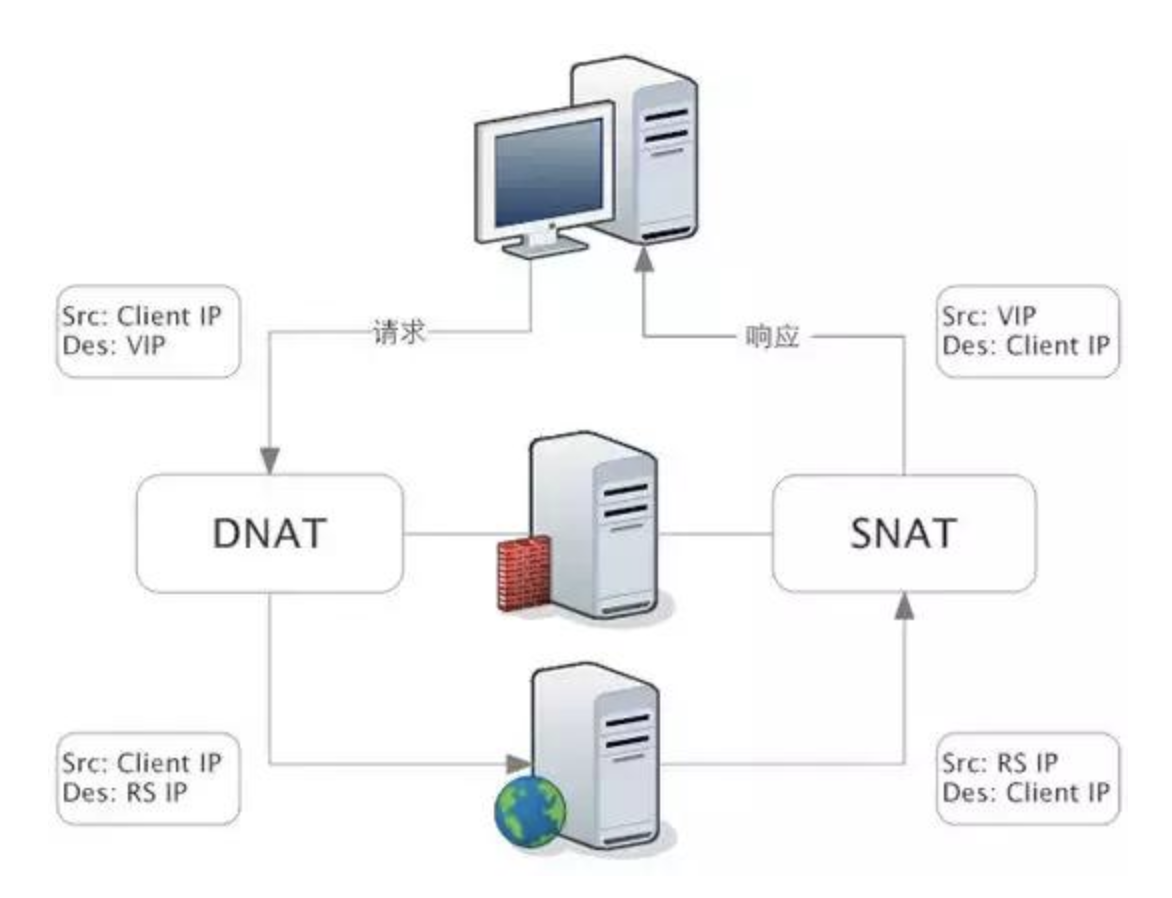 Src: Client IP
Des: VIP
请求
响应
Src: VIP
Des: Client IP
DNAT
SNAT
Src: Client IP
Des: RS IP
Src: RS IP
Des: Client IP